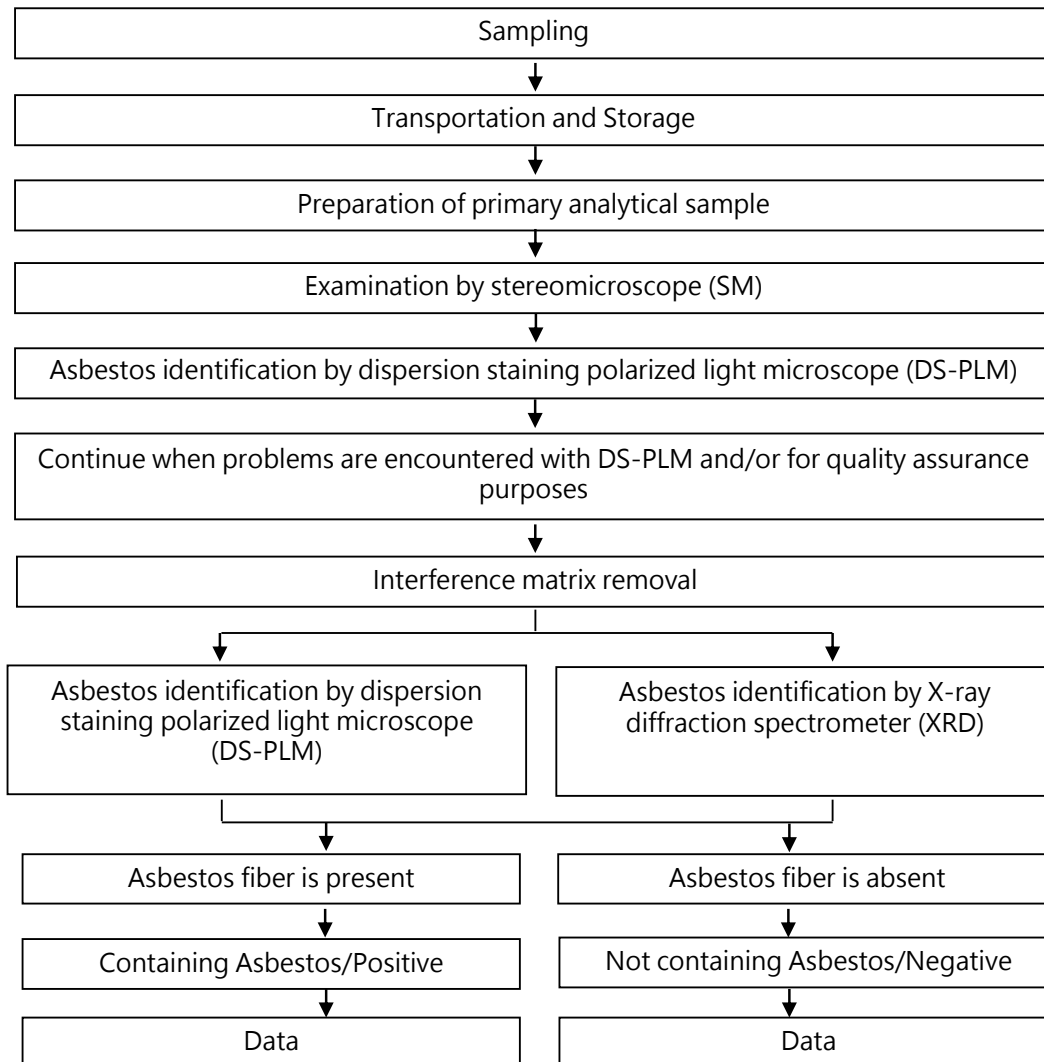 Sampling
Transportation and Storage
Preparation of primary analytical sample
Examination by stereomicroscope (SM)
Asbestos identification by dispersion staining polarized light microscope (DS-PLM)
Continue when problems are encountered with DS-PLM and/or for quality assurance
purposes
Interference matrix removal
Asbestos identification by dispersion
staining polarized light microscope
(DS-PLM)
Asbestos identification by X-ray
diffraction spectrometer (XRD)
Asbestos fiber is present
Asbestos fiber is absent
Containing Asbestos/Positive
Not containing Asbestos/Negative
Data
Data